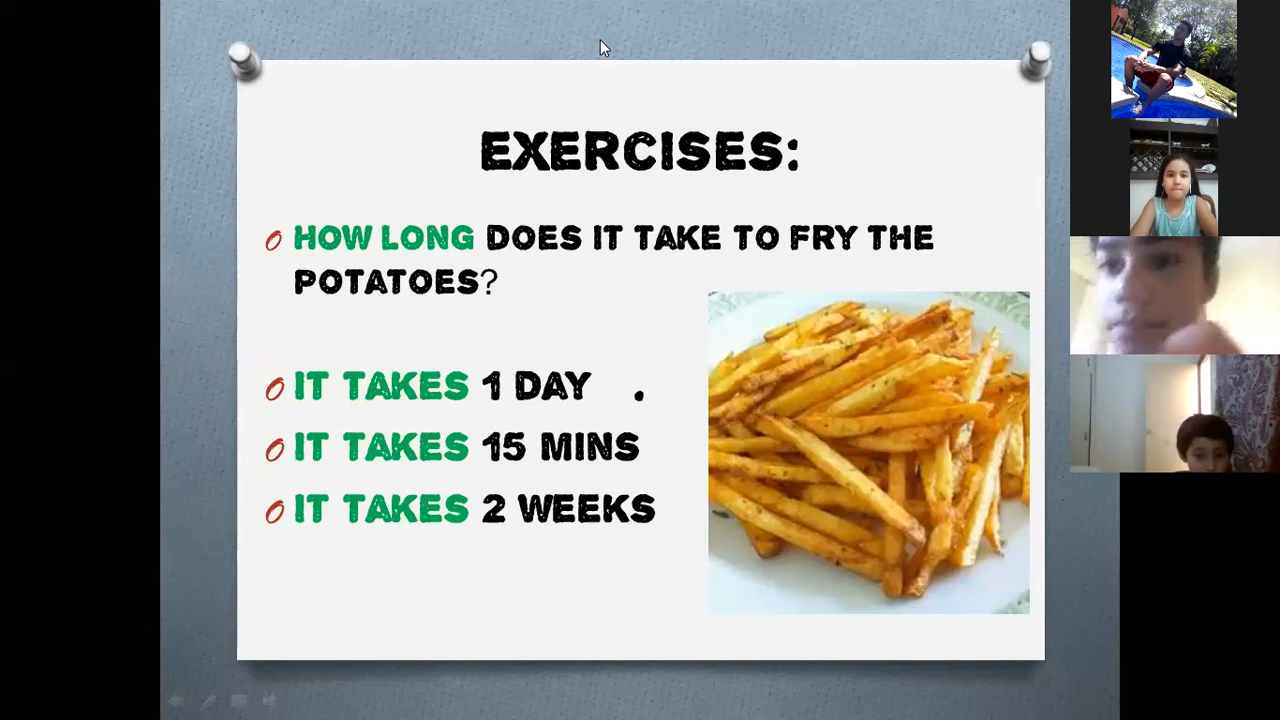 EXERCISES:
HOW LONG DOES IT TAKE TO FRY THE
POTATOES?
IT TAKES 1 DAY .
IT TAKES 15 MINS
IT TAKES 2 WEEKS